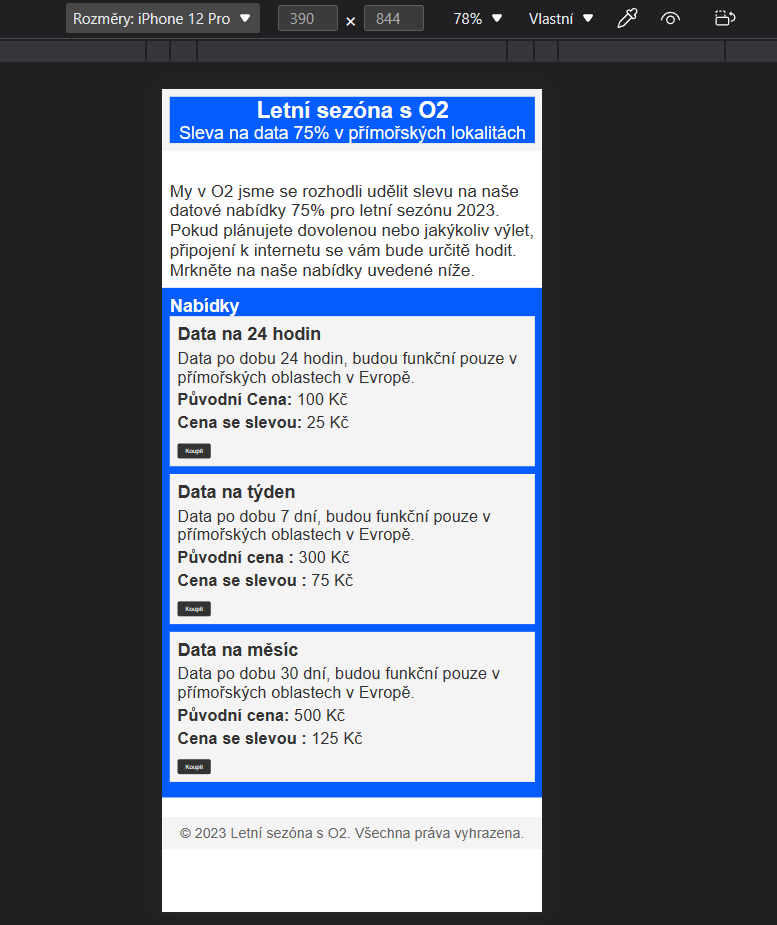 Rozměry: iPhone 12 Pro ▼ 390 × 844 78% ▼ Vlastní ▼
Letní sezóna s O2
Sleva na data 75% v přímořských lokalitách
My v O2 jsme se rozhodli udělit slevu na naše
datové nabídky 75% pro letní sezónu 2023.
Pokud plánujete dovolenou nebo jakýkoliv výlet,
připojení k internetu se vám bude určitě hodit.
Mrkněte na naše nabídky uvedené níže.
Nabídky
Data na 24 hodin
Data po dobu 24 hodin, budou funkční pouze v
přímořských oblastech v Evropě.
Původní Cena: 100 Kč
Cena se slevou: 25 Kč
Koupit
Data na týden
Data po dobu 7 dní, budou funkční pouze v
přímořských oblastech v Evropě.
Původní cena : 300 Kč
Cena se slevou : 75 Kč
Koupit
Data na měsíc
Data po dobu 30 dní, budou funkční pouze v
přímořských oblastech v Evropě.
Původní cena: 500 Kč
Cena se slevou : 125 Kč
Koupit
© 2023 Letní sezóna s O2. Všechna práva vyhrazena.